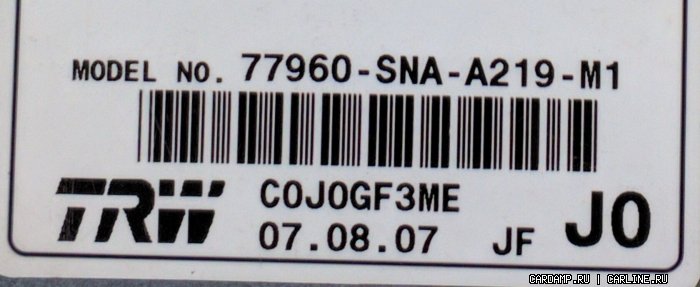 MODEL NO. 77960-SNA-A219-M1
TRW C0J0GF3ME
07.08.07 JF J0
CARDAMP.RU | CARLINE.RU